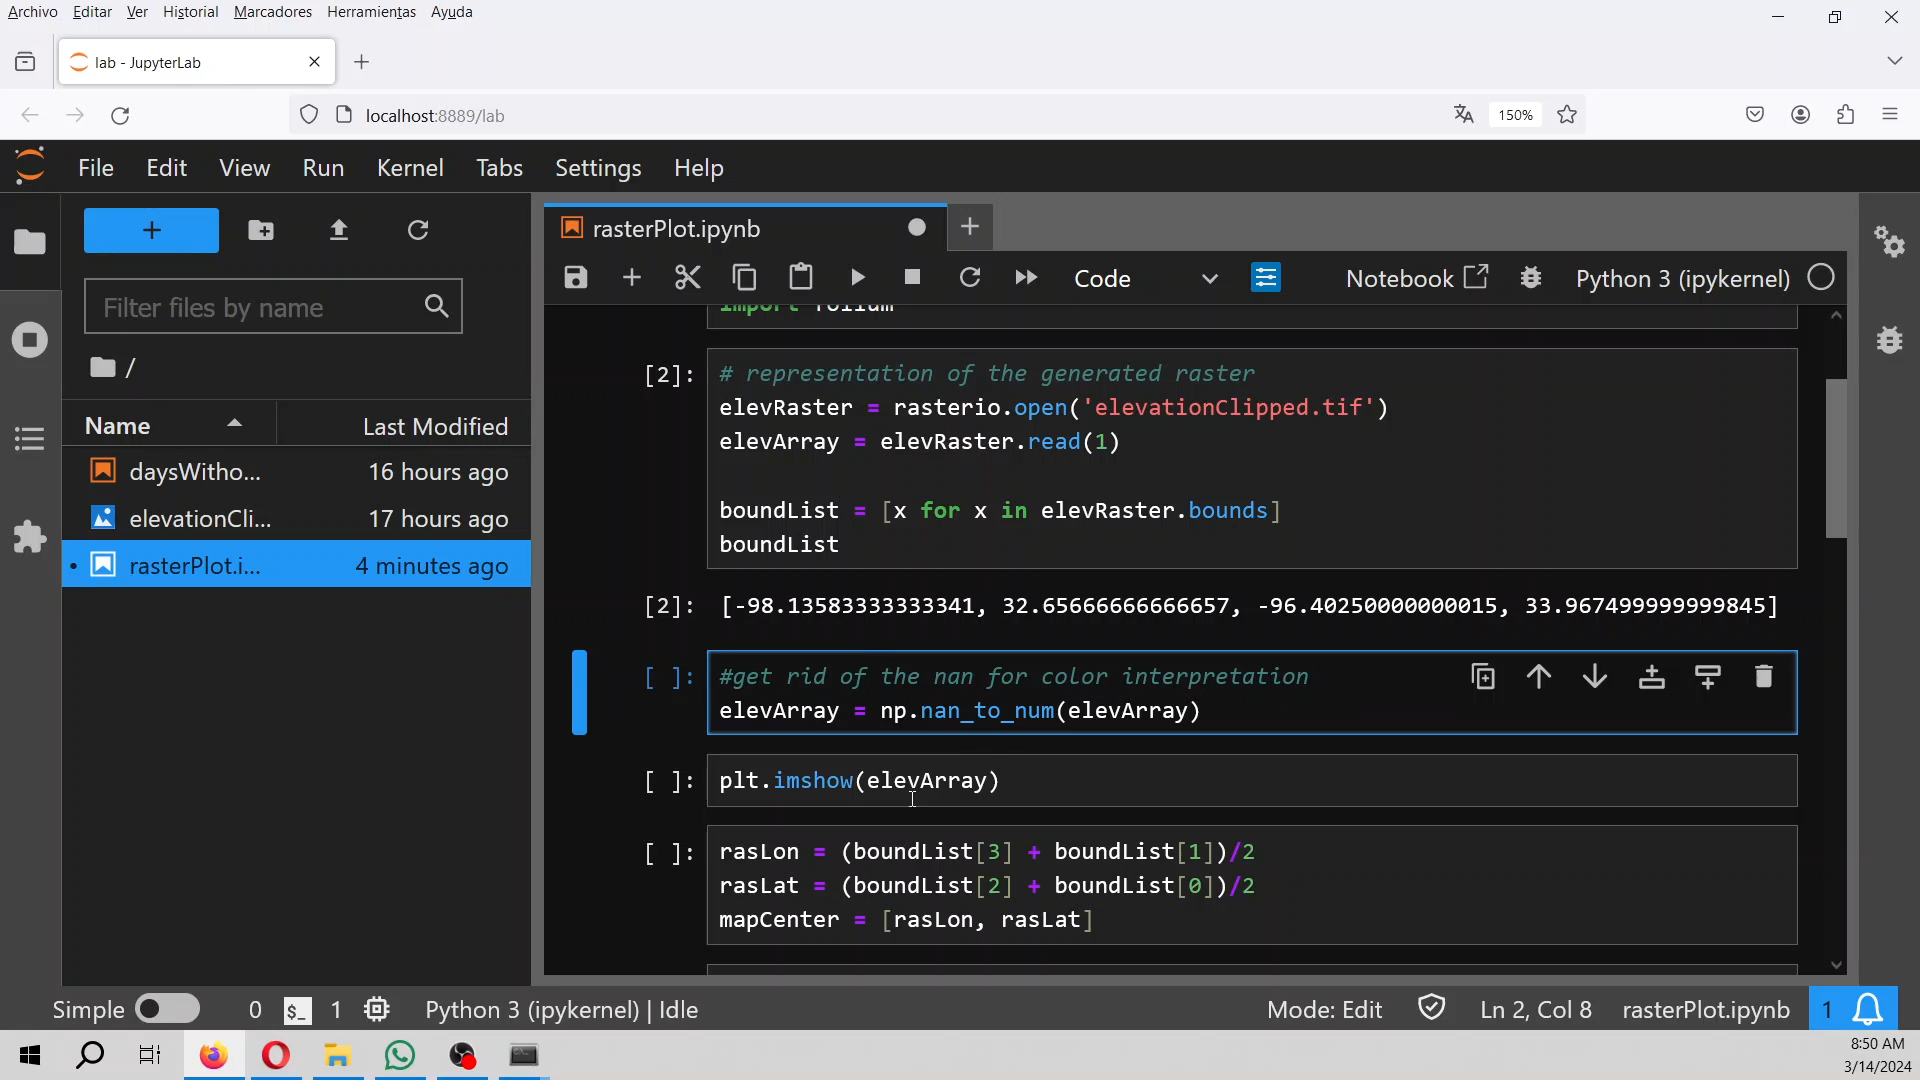 Archivo Editar Ver Historial Marcadores Herramientas Ayuda
lab - JupyterLab
localhost:8889/lab
150%
File Edit View Run Kernel Tabs Settings Help
rasterPlot.ipynb
Code
Notebook
Python 3 (ipykernel)
Filter files by name
/
Name Last Modified
daysWitho... 16 hours ago
elevationCli... 17 hours ago
rasterPlot.i... 4 minutes ago
import folium
[2]: # representation of the generated raster
elevRaster = rasterio.open('elevationClipped.tif')
elevArray = elevRaster.read(1)
boundList = [x for x in elevRaster.bounds]
boundList
[2]: [-98.13583333333341, 32.65666666666657, -96.40250000000015, 33.967499999999845]
[ ]: #get rid of the nan for color interpretation
elevArray = np.nan_to_num(elevArray)
[ ]: plt.imshow(elevArray)
[ ]: rasLon = (boundList[3] + boundList[1])/2
rasLat = (boundList[2] + boundList[0])/2
mapCenter = [rasLon, rasLat]
Simple 0 $_ 1 Python 3 (ipykernel) | Idle Mode: Edit Ln 2, Col 8 rasterPlot.ipynb 1
8:50 AM
3/14/2024